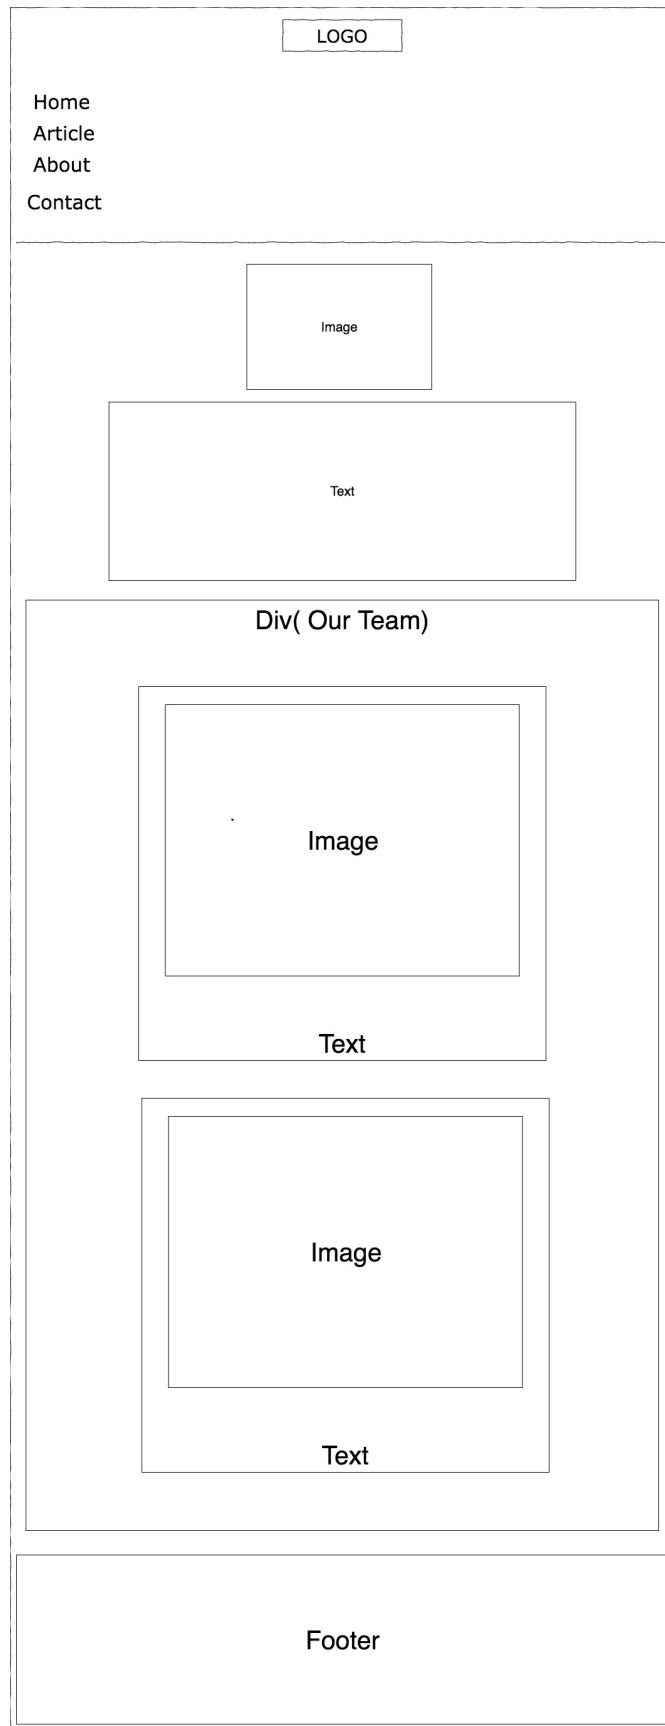 LOGO
Home
Article
About
Contact
Image
Text
Div( Our Team)
Image
Text
Image
Text
Footer